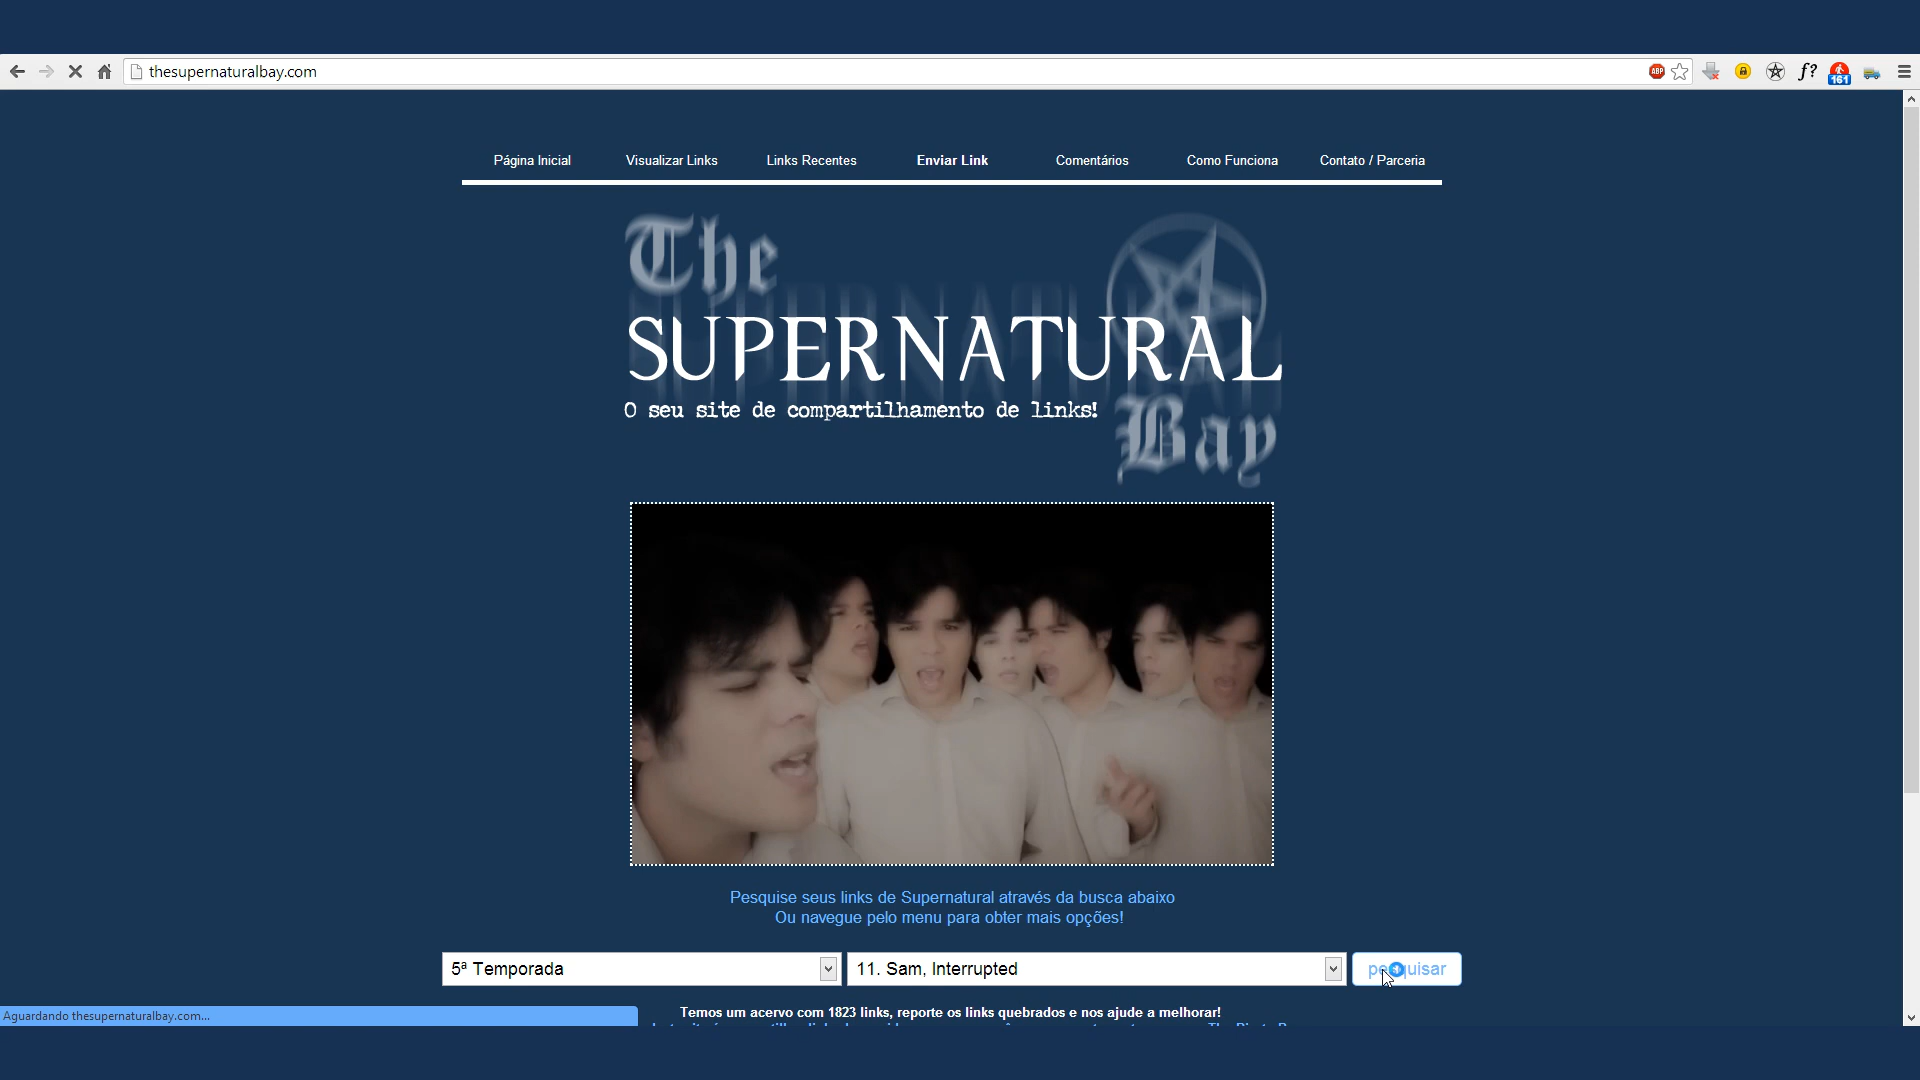 thesupernaturalbay.com
ABP
f?
161
Página Inicial
Visualizar Links
Links Recentes
Enviar Link
Comentários
Como Funciona
Contato / Parceria
The
SUPERNATURAL
O seu site de compartilhamento de links!
Bay
Pesquise seus links de Supernatural através da busca abaixo
Ou navegue pelo menu para obter mais opções!
5ª Temporada
11. Sam, Interrupted
pesquisar
Temos um acervo com 1823 links, reporte os links quebrados e nos ajude a melhorar!
Aguardando thesupernaturalbay.com...